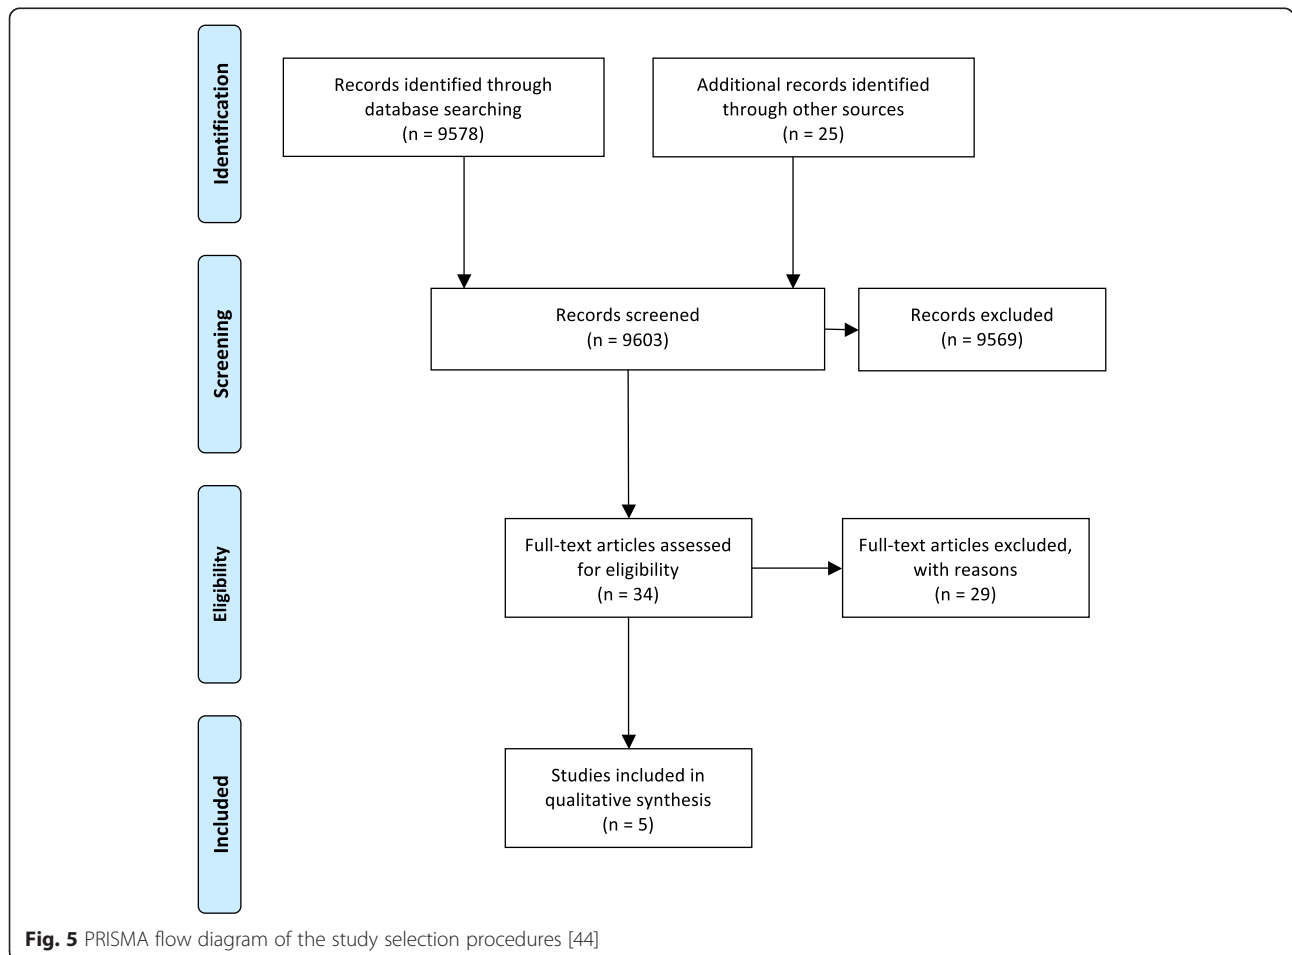 Identification
Records identified through
database searching
(n = 9578)
Additional records identified
through other sources
(n = 25)
Screening
Records screened
(n = 9603)
Records excluded
(n = 9569)
Eligibility
Full-text articles assessed
for eligibility
(n = 34)
Full-text articles excluded,
with reasons
(n = 29)
Included
Studies included in
qualitative synthesis
(n = 5)
Fig. 5 PRISMA flow diagram of the study selection procedures [44]